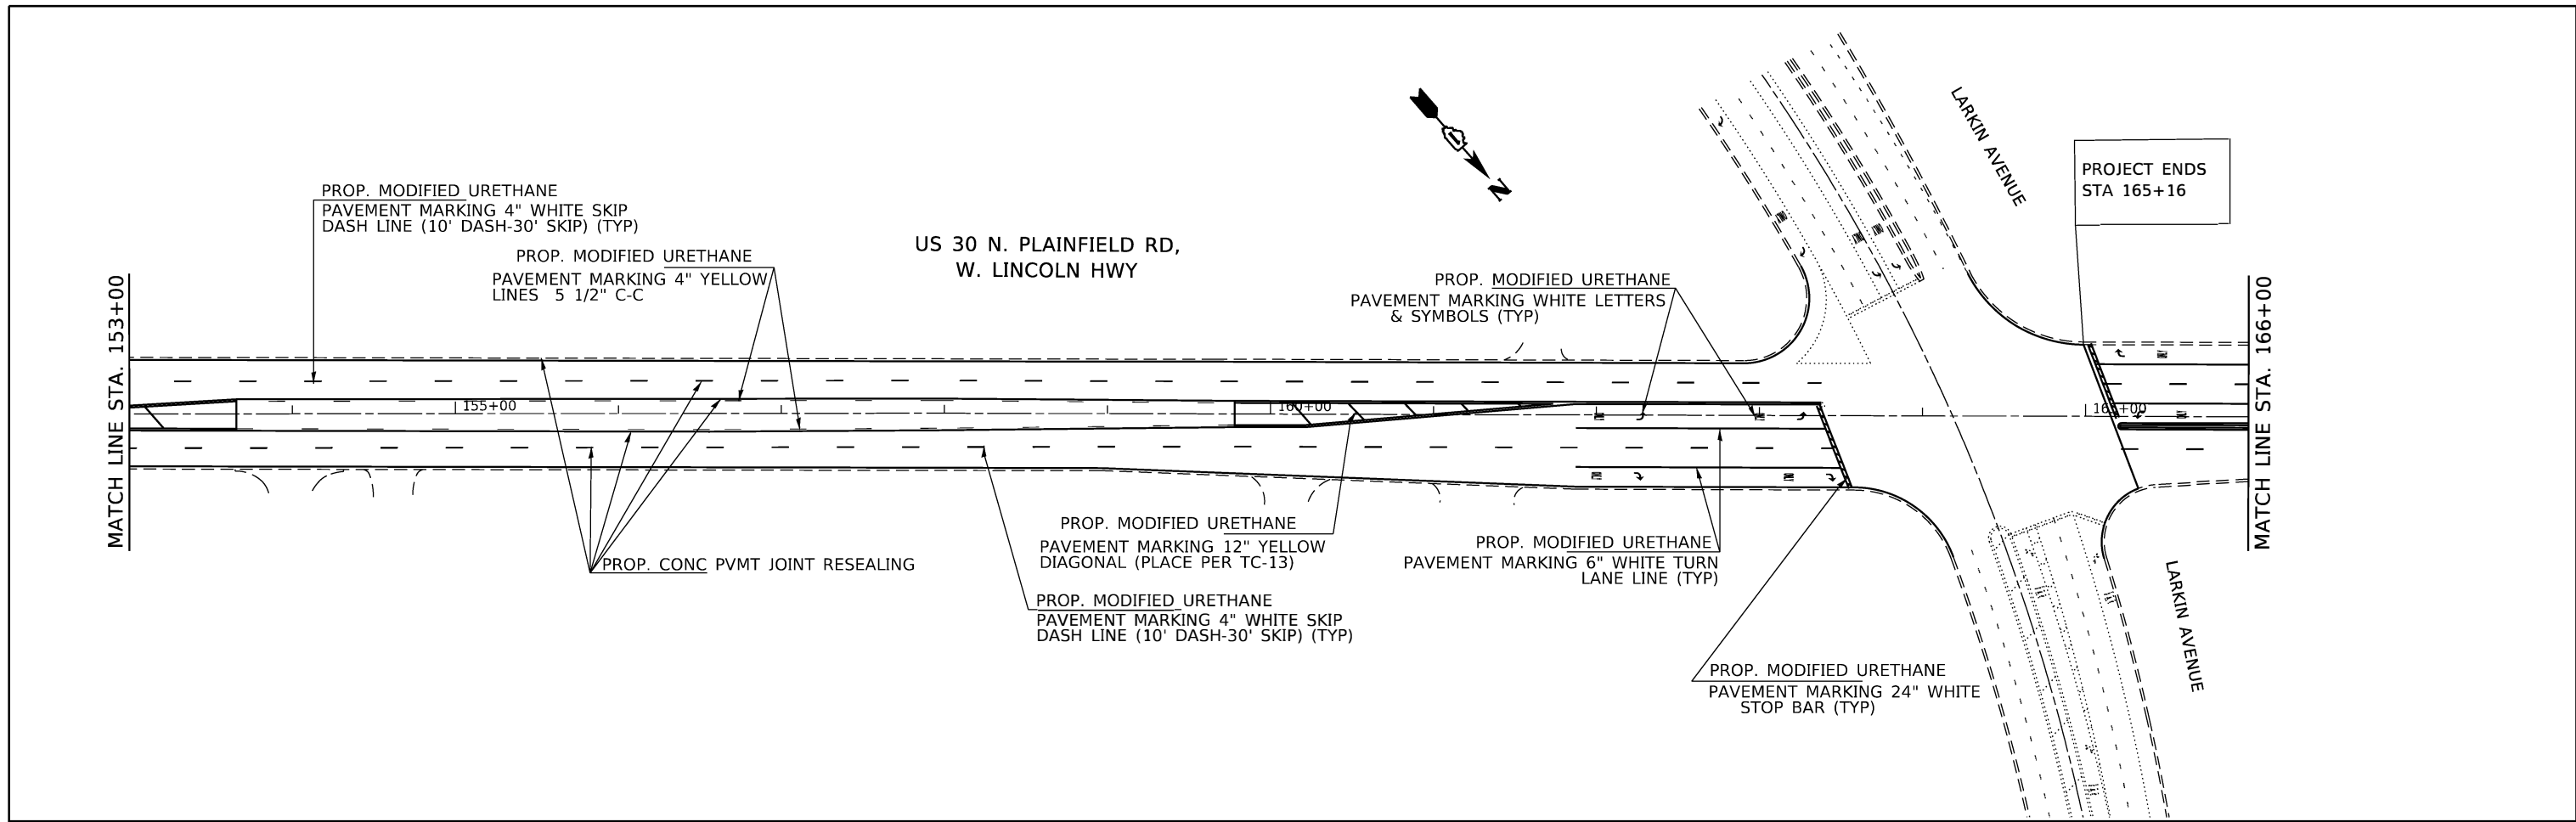 LARKIN AVENUE
PROJECT ENDS
STA 165+16
N
PROP. MODIFIED URETHANE
PAVEMENT MARKING 4" WHITE SKIP
DASH LINE (10' DASH-30' SKIP) (TYP)
PROP. MODIFIED URETHANE
PAVEMENT MARKING 4" YELLOW
LINES 5 1/2" C-C
US 30 N. PLAINFIELD RD,
W. LINCOLN HWY
PROP. MODIFIED URETHANE
PAVEMENT MARKING WHITE LETTERS
& SYMBOLS (TYP)
MATCH LINE STA. 153+00
155+00
160+00
165+00
MATCH LINE STA. 166+00
PROP. CONC PVMT JOINT RESEALING
PROP. MODIFIED URETHANE
PAVEMENT MARKING 12" YELLOW
DIAGONAL (PLACE PER TC-13)
PROP. MODIFIED URETHANE
PAVEMENT MARKING 6" WHITE TURN
LANE LINE (TYP)
PROP. MODIFIED URETHANE
PAVEMENT MARKING 4" WHITE SKIP
DASH LINE (10' DASH-30' SKIP) (TYP)
PROP. MODIFIED URETHANE
PAVEMENT MARKING 24" WHITE
STOP BAR (TYP)
LARKIN AVENUE